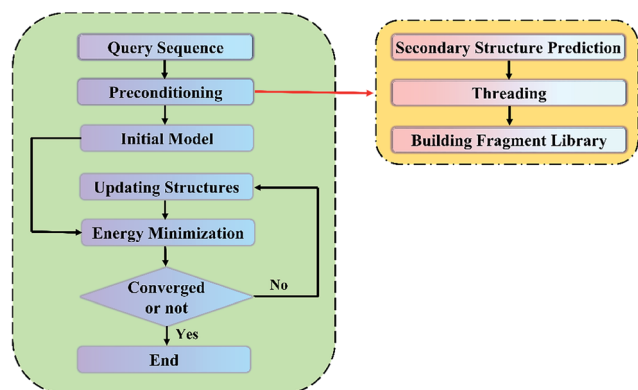 Query Sequence
Preconditioning
Initial Model
Updating Structures
Energy Minimization
Converged
or not
No
Yes
End
Secondary Structure Prediction
Threading
Building Fragment Library